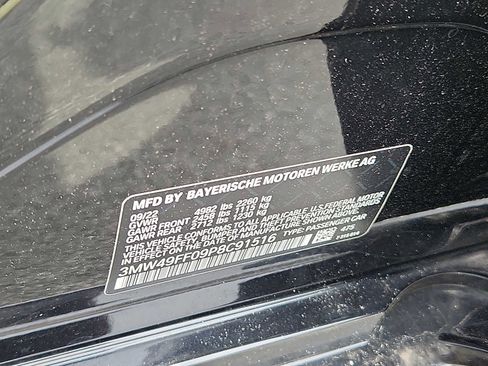 MFD BY BAYERISCHE MOTOREN WERKE AG
09/22
GVWR 4982 lbs 2260 kg
GAWR FRONT 2458 lbs 1115 kg
GAWR REAR 2712 lbs 1230 kg
THIS VEHICLE CONFORMS TO ALL APPLICABLE U.S. FEDERAL MOTOR
VEHICLE SAFETY, BUMPER, AND THEFT PREVENTION STANDARDS
IN EFFECT ON THE DATE OF MANUFACTURE SHOWN ABOVE.
3MW49FF09P8C91516 TYPE: PASSENGER CAR
475